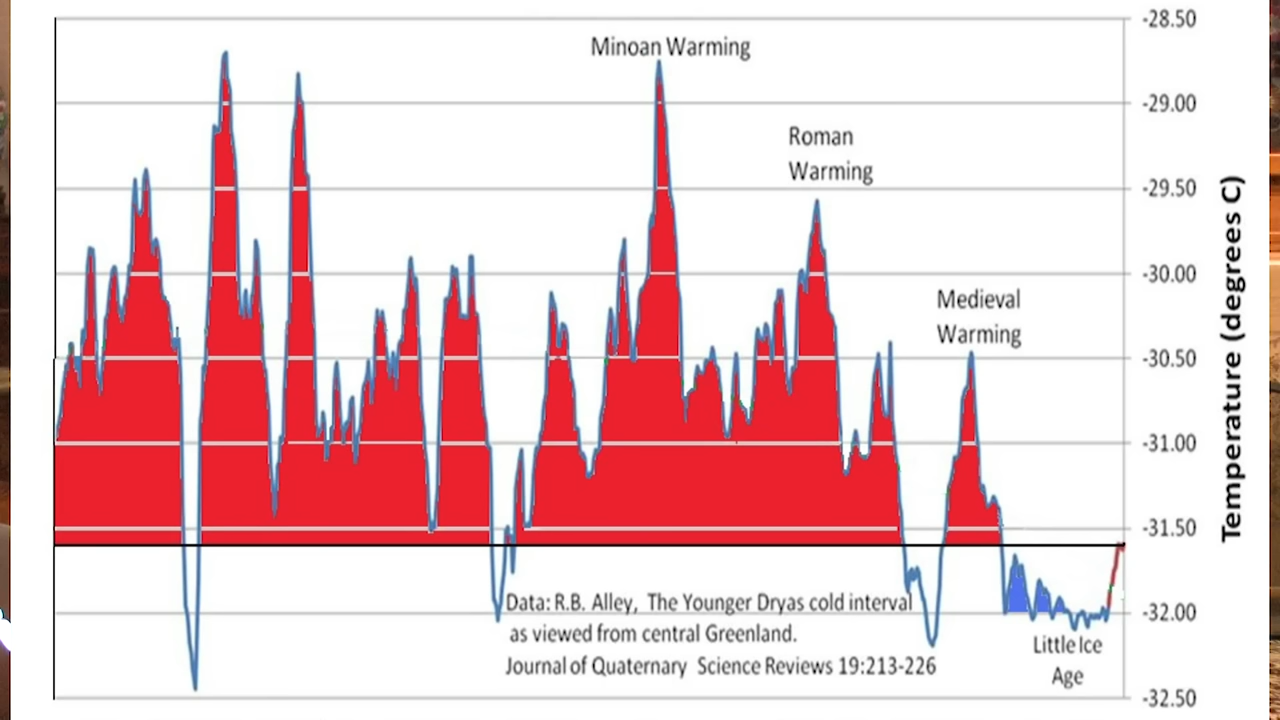 Minoan Warming
Roman
Warming
Medieval
Warming
Data: R.B. Alley, The Younger Dryas cold interval
as viewed from central Greenland.
Journal of Quaternary Science Reviews 19:213-226
Little Ice
Age
-28.50
-29.00
-29.50
-30.00
-30.50
-31.00
-31.50
-32.00
-32.50
Temperature (degrees C)